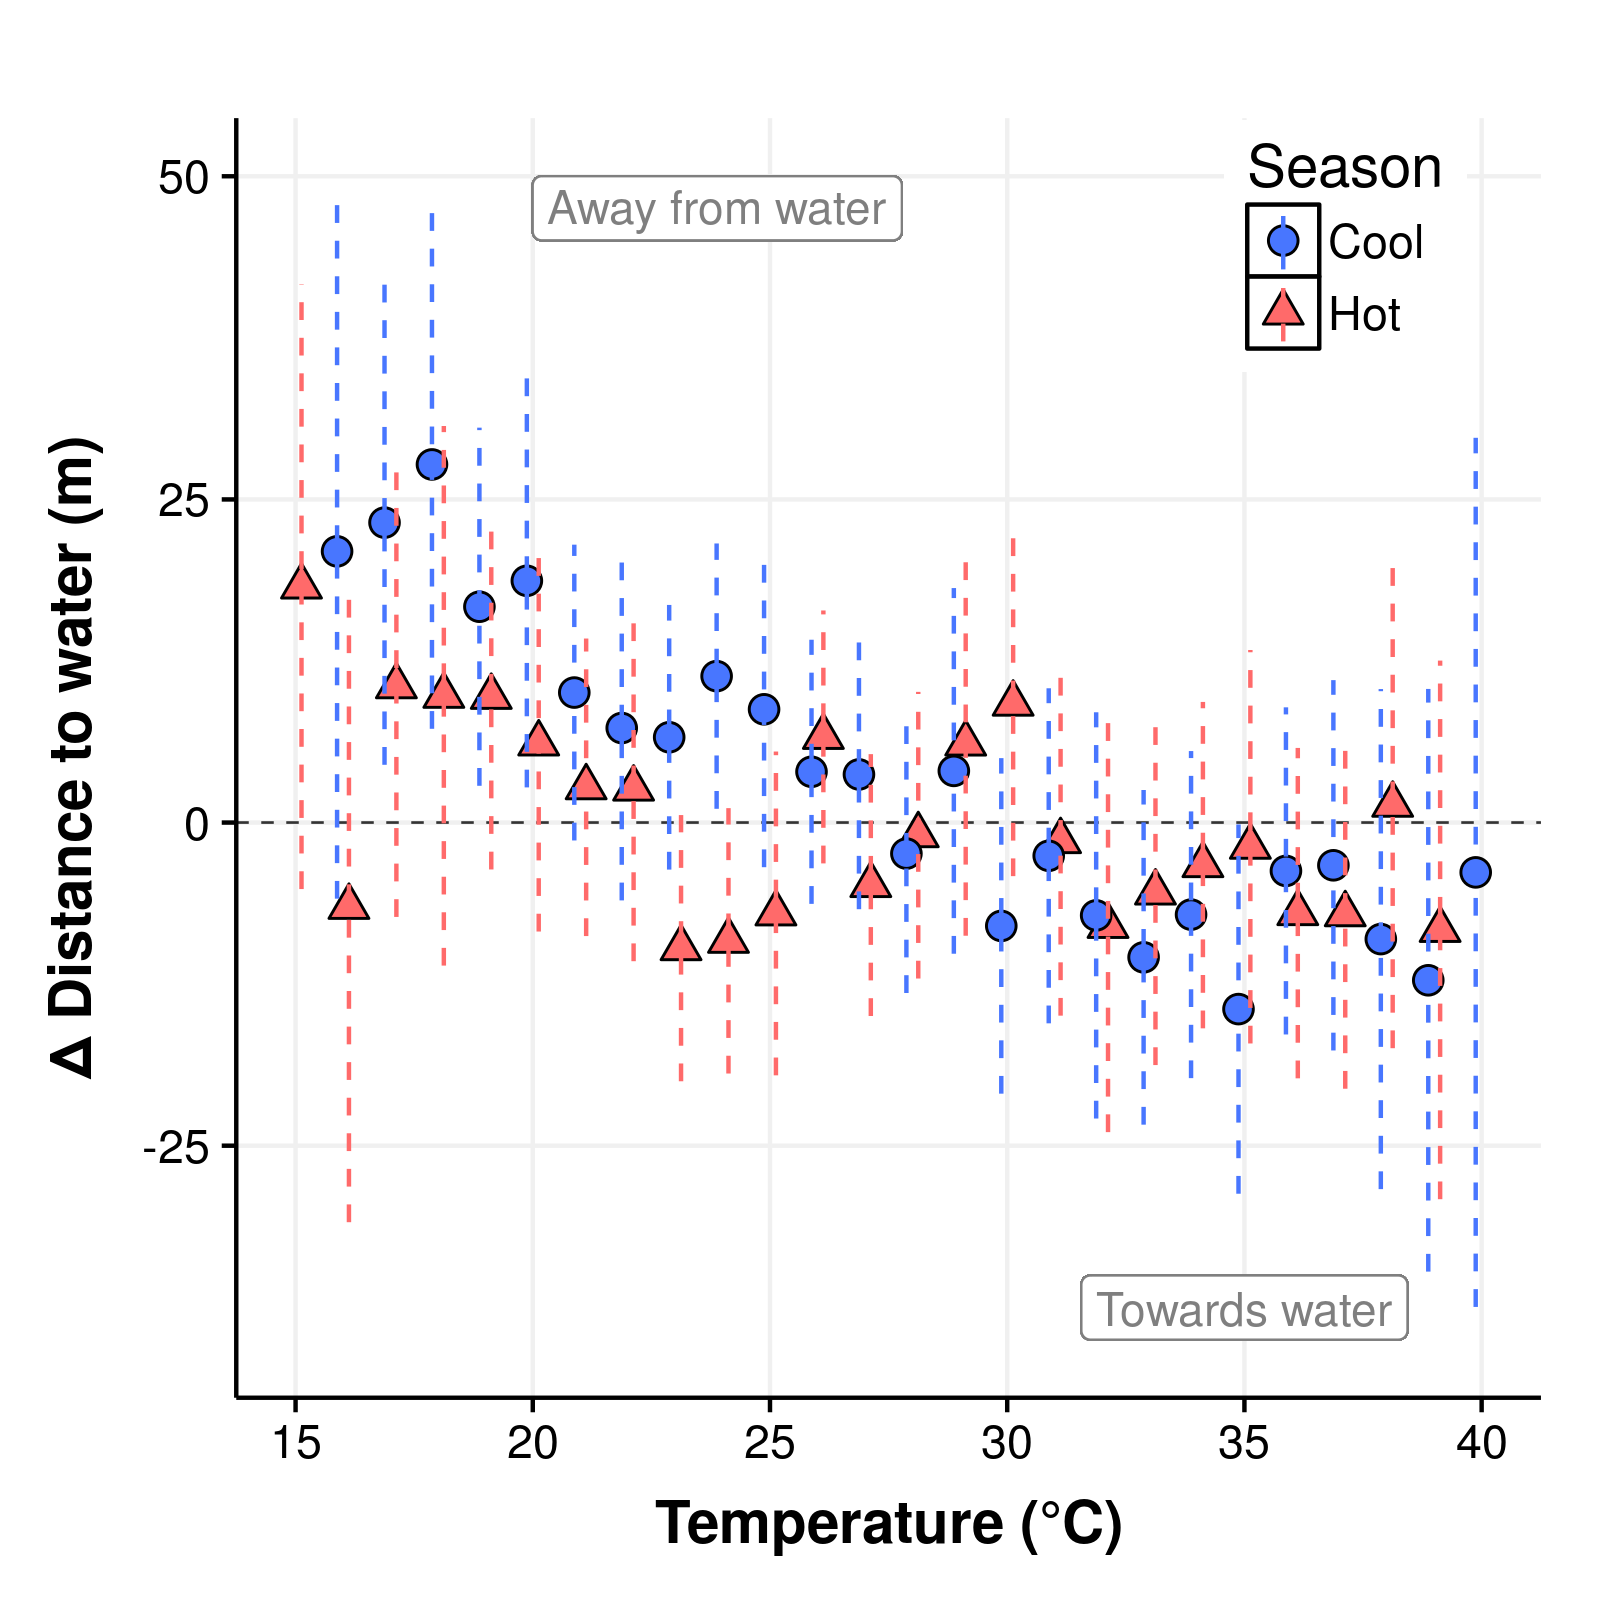 Season
Cool
Hot
Away from water
Towards water
50
25
0
-25
15 20 25 30 35 40
Δ Distance to water (m)
Temperature (°C)